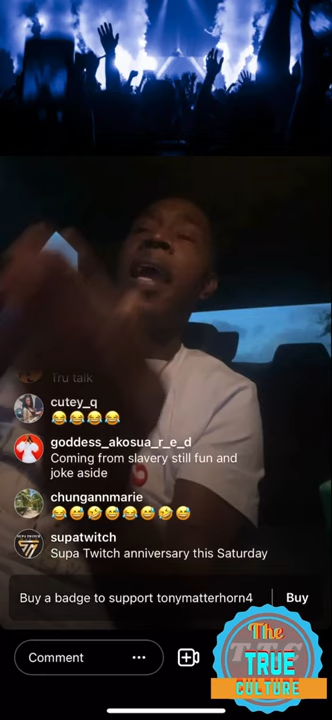 Tru talk
cutey_q
😂😂😂😂
goddess_akosua_r_e_d
Coming from slavery still fun and
joke aside
chungannmarie
😂😅🤣😅😂😅🤣😅
supatwitch
Supa Twitch anniversary this Saturday
Buy a badge to support tonymatterhorn4
Buy
Comment
The
T.T.C
TRUE
CULTURE